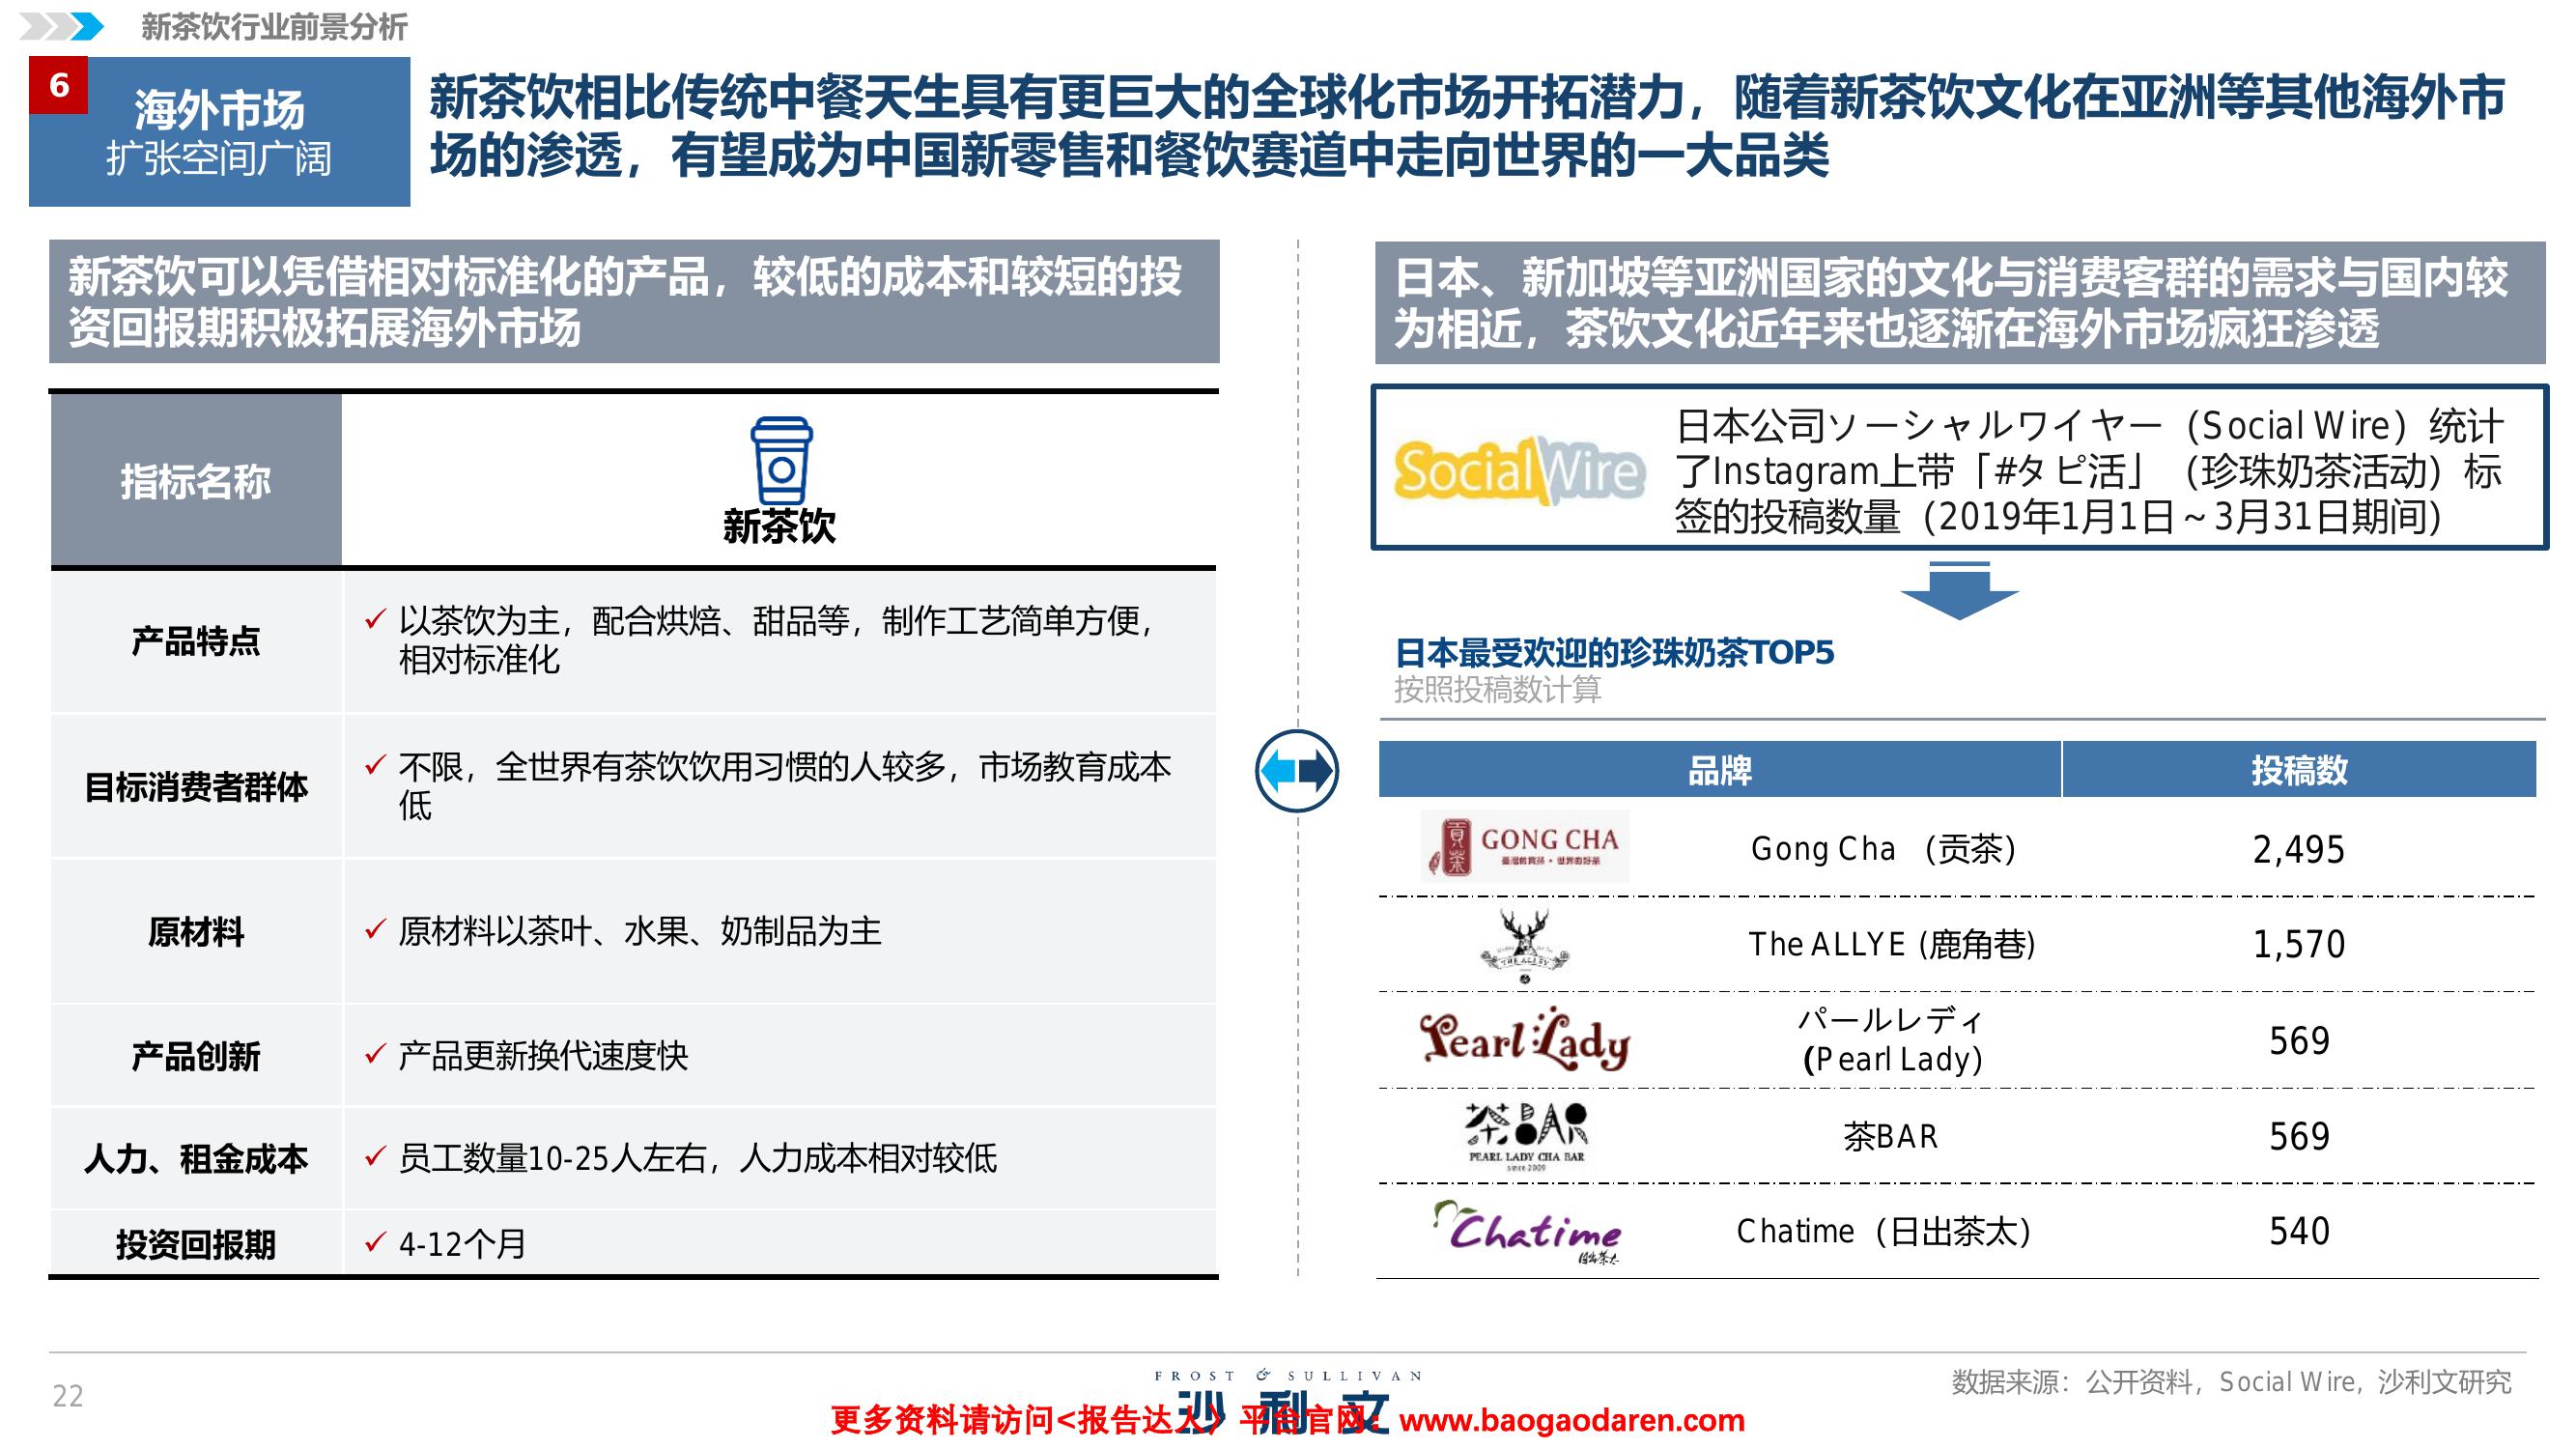 新茶饮行业前景分析
6
海外市场
扩张空间广阔
新茶饮相比传统中餐天生具有更巨大的全球化市场开拓潜力，随着新茶饮文化在亚洲等其他海外市
场的渗透，有望成为中国新零售和餐饮赛道中走向世界的一大品类
新茶饮可以凭借相对标准化的产品，较低的成本和较短的投
资回报期积极拓展海外市场
指标名称
新茶饮
产品特点
✓ 以茶饮为主，配合烘焙、甜品等，制作工艺简单方便，
相对标准化
目标消费者群体
✓ 不限，全世界有茶饮饮用习惯的人较多，市场教育成本
低
原材料
✓ 原材料以茶叶、水果、奶制品为主
产品创新
✓ 产品更新换代速度快
人力、租金成本
✓ 员工数量10-25人左右，人力成本相对较低
投资回报期
✓ 4-12个月
日本、新加坡等亚洲国家的文化与消费客群的需求与国内较
为相近，茶饮文化近年来也逐渐在海外市场疯狂渗透
SocialWire
日本公司ソーシャルワイヤー（Social Wire）统计
了Instagram上带「#タピ活」（珍珠奶茶活动）标
签的投稿数量（2019年1月1日～3月31日期间）
日本最受欢迎的珍珠奶茶TOP5
按照投稿数计算
品牌 投稿数
貢茶 GONG CHA
Gong Cha （贡茶） 2,495
The ALLYE (鹿角巷) 1,570
Pearl Lady
パールレディ
(Pearl Lady)
569
茶BAR
PEARL LADY CHA BAR
since 2009
茶BAR 569
Chatime
日出茶太
Chatime（日出茶太） 540
22
FROST & SULLIVAN
沙利文
数据来源：公开资料，Social Wire，沙利文研究
更多资料请访问<报告达人》平台官网：www.baogaodaren.com